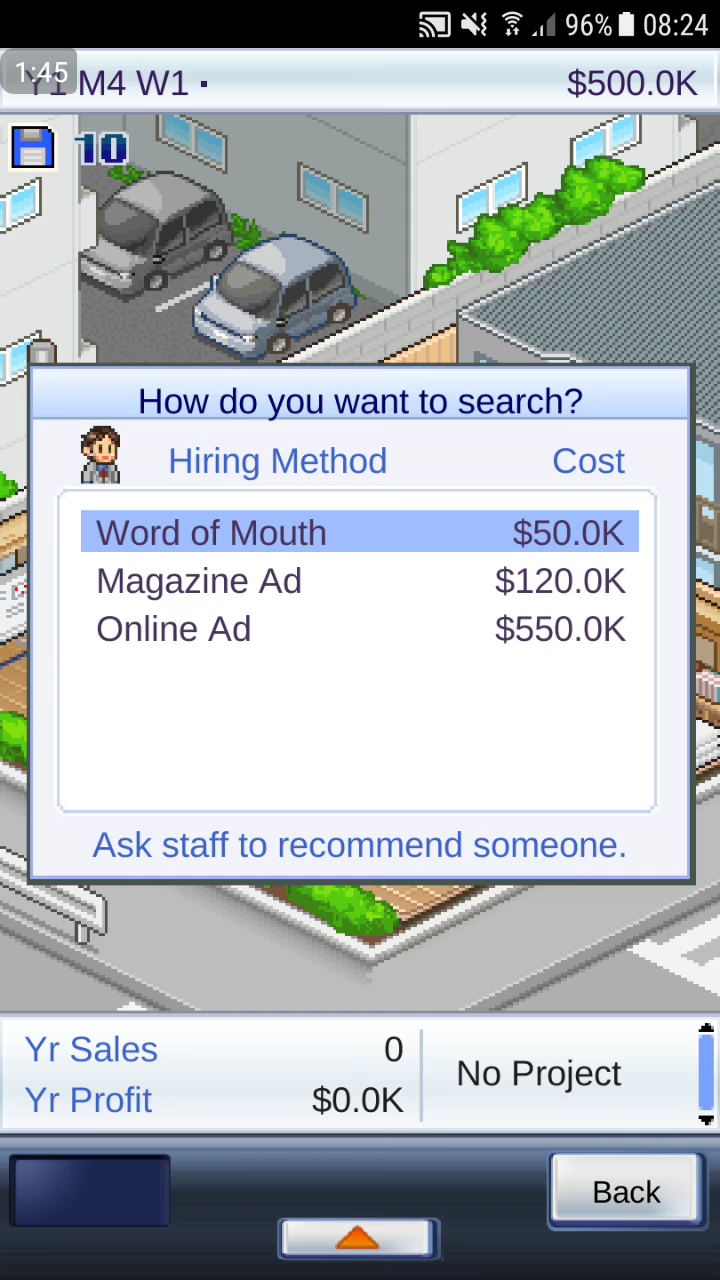 96% 08:24
1:45
Y1 M4 W1 $500.0K
10
How do you want to search?
Hiring Method Cost
Word of Mouth $50.0K
Magazine Ad $120.0K
Online Ad $550.0K
Ask staff to recommend someone.
Yr Sales 0
No Project
Yr Profit $0.0K
Back